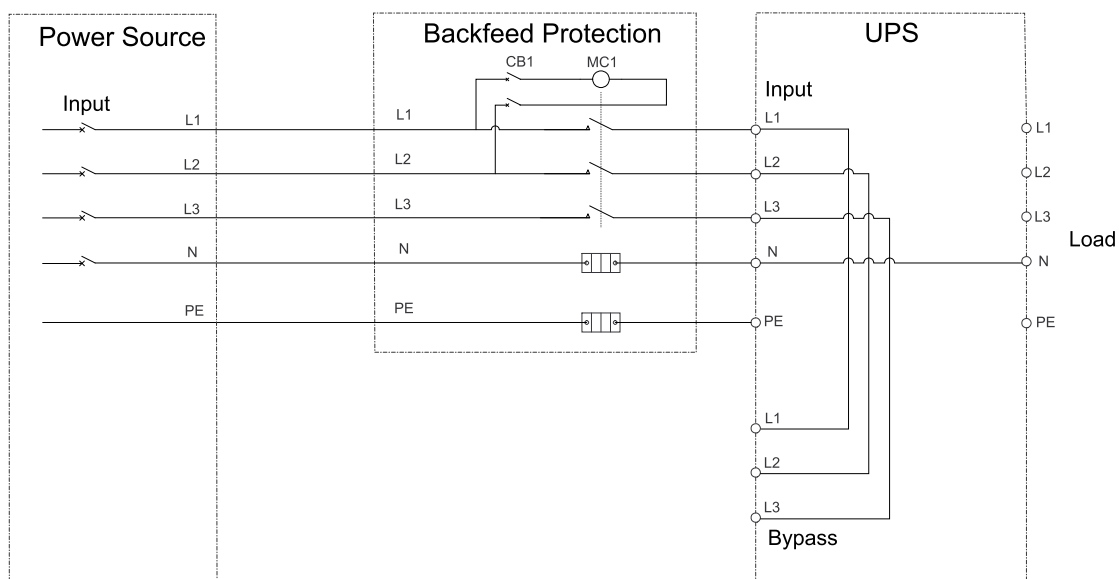 Power Source
Backfeed Protection
UPS
CB1
MC1
Input
Input
L1
L1
L1
L1
L2
L2
L2
L2
L3
L3
L3
L3
Load
N
N
N
N
PE
PE
PE
PE
L1
L2
L3
Bypass